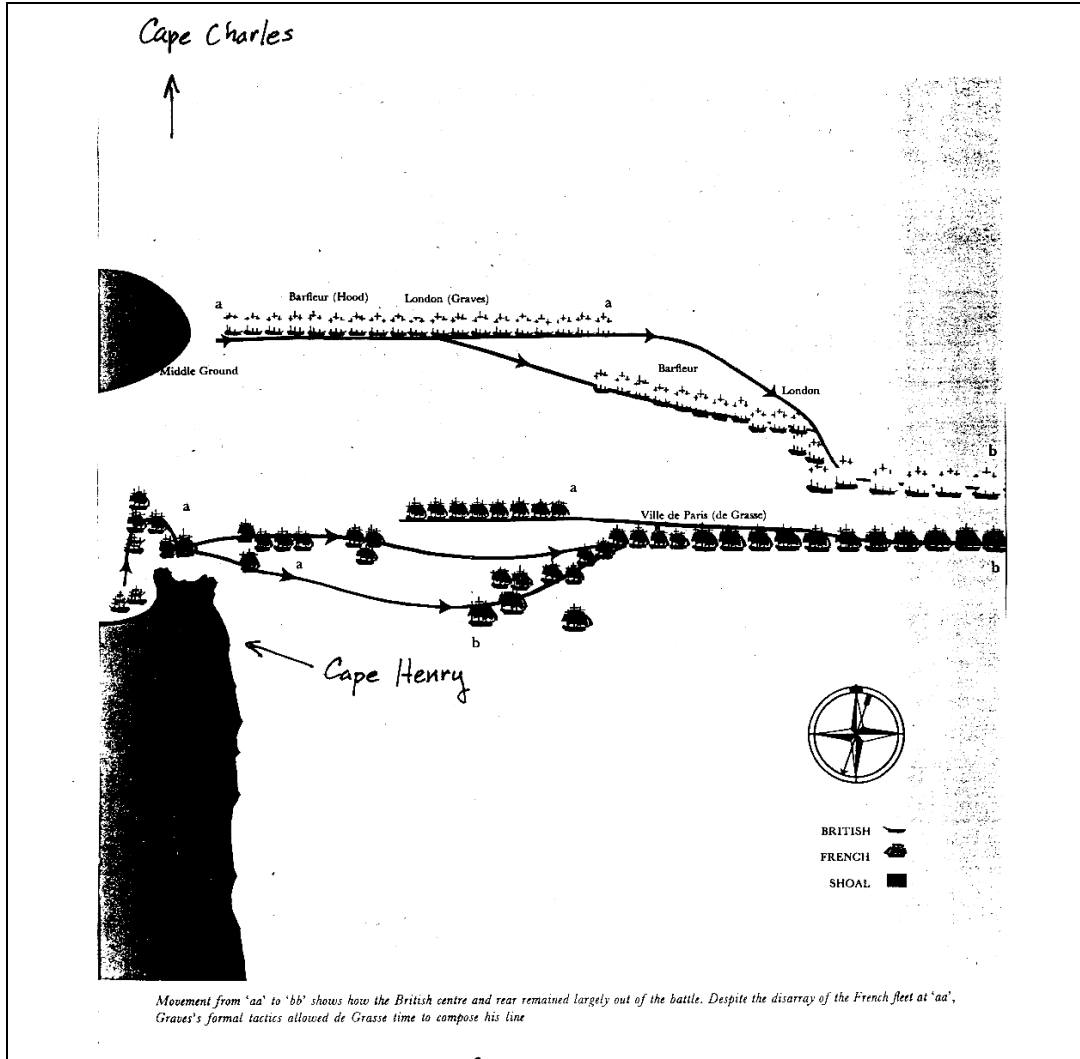 Cape Charles
a
Barfleur (Hood)
London (Graves)
a
Middle Ground
Barfleur
London
b
a
a
Ville de Paris (de Grasse)
a
b
b
Cape Henry
BRITISH
FRENCH
SHOAL
Movement from ‘aa’ to ‘bb’ shows how the British centre and rear remained largely out of the battle. Despite the disarray of the French fleet at ‘aa’,
Graves's formal tactics allowed de Grasse time to compose his line